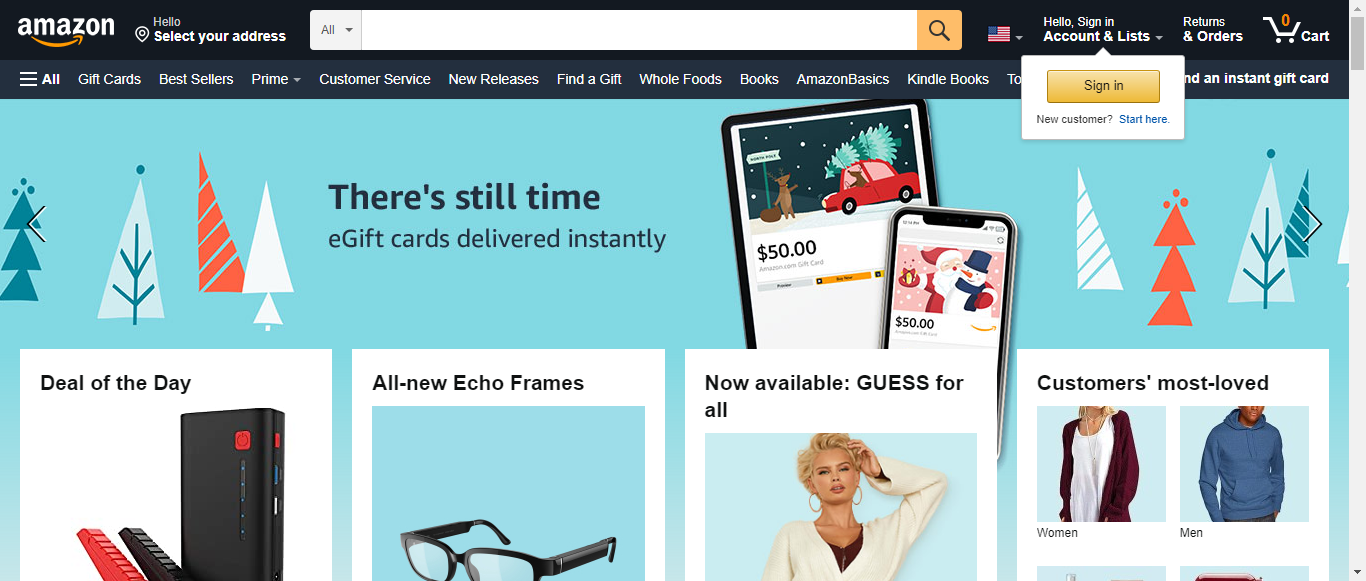 amazon
Hello
Select your address
All
Hello, Sign in
Account & Lists
Returns
& Orders
0
Cart
All
Gift Cards
Best Sellers
Prime
Customer Service
New Releases
Find a Gift
Whole Foods
Books
AmazonBasics
Kindle Books
To
nd an instant gift card
Sign in
New customer? Start here.
There's still time
eGift cards delivered instantly
NORTH POLE
$50.00
Amazon.com Gift Card
Preview
Buy Now
$50.00
Amazon.com Gift Card
Deal of the Day
All-new Echo Frames
Now available: GUESS for
all
Customers' most-loved
Women
Men